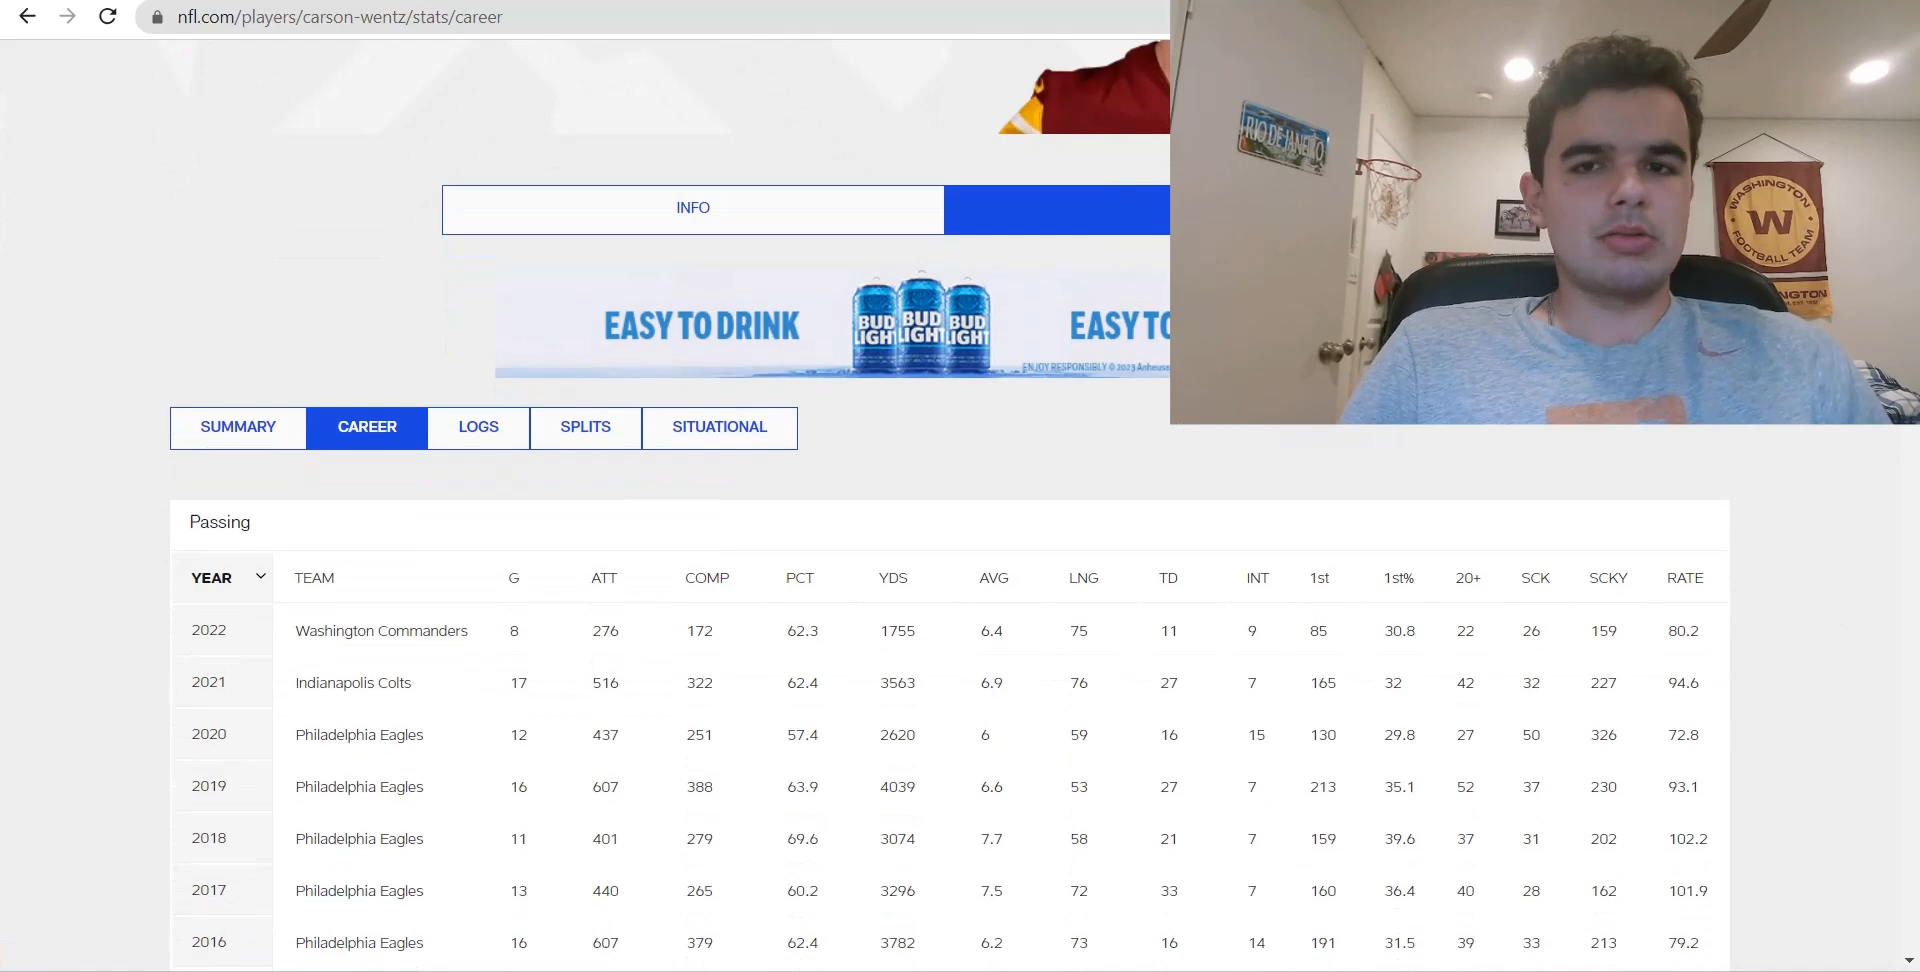 nfl.com/players/carson-wentz/stats/career
RIO DE JANEIRO
WASHINGTON
W
FOOTBALL TEAM
INFO
EASY TO DRINK
BUD LIGHT
BUD LIGHT
BUD LIGHT
EASY TO
ENJOY RESPONSIBLY © 2023
SUMMARY CAREER LOGS SPLITS SITUATIONAL
Passing
YEAR TEAM G ATT COMP PCT YDS AVG LNG TD INT 1st 1st% 20+ SCK SCKY RATE
2022 Washington Commanders 8 276 172 62.3 1755 6.4 75 11 9 85 30.8 22 26 159 80.2
2021 Indianapolis Colts 17 516 322 62.4 3563 6.9 76 27 7 165 32 42 32 227 94.6
2020 Philadelphia Eagles 12 437 251 57.4 2620 6 59 16 15 130 29.8 27 50 326 72.8
2019 Philadelphia Eagles 16 607 388 63.9 4039 6.6 53 27 7 213 35.1 52 37 230 93.1
2018 Philadelphia Eagles 11 401 279 69.6 3074 7.7 58 21 7 159 39.6 37 31 202 102.2
2017 Philadelphia Eagles 13 440 265 60.2 3296 7.5 72 33 7 160 36.4 40 28 162 101.9
2016 Philadelphia Eagles 16 607 379 62.4 3782 6.2 73 16 14 191 31.5 39 33 213 79.2